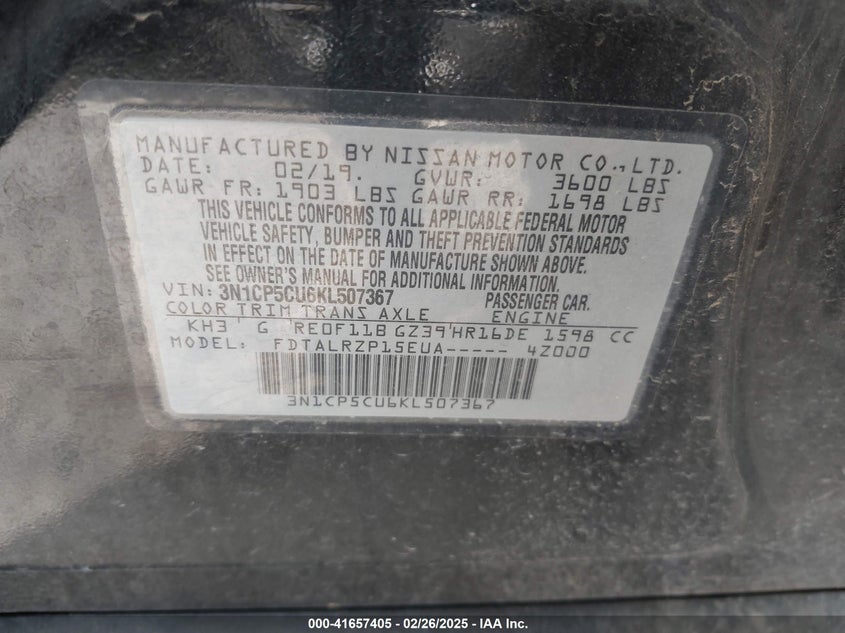 MANUFACTURED BY NISSAN MOTOR CO.,LTD.
DATE: 02/19. GVWR: 3600 LBS
GAWR FR: 1903 LBS GAWR RR: 1698 LBS
THIS VEHICLE CONFORMS TO ALL APPLICABLE FEDERAL MOTOR
VEHICLE SAFETY, BUMPER AND THEFT PREVENTION STANDARDS
IN EFFECT ON THE DATE OF MANUFACTURE SHOWN ABOVE.
SEE OWNER'S MANUAL FOR ADDITIONAL INFORMATION.
VIN: 3N1CP5CU6KL507367 PASSENGER CAR.
COLOR TRIM TRANS AXLE ENGINE
KH3' G RE0F11B GZ39'HR16DE 1598 CC
MODEL: FDTALRZP15EUA----- 4Z000
3N1CP5CU6KL507367
000-41657405 - 02/26/2025 - IAA Inc.